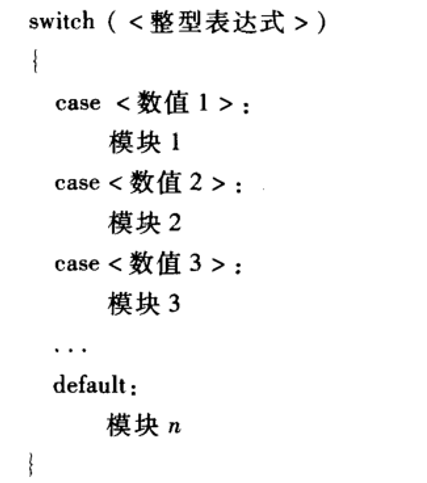 switch (<整型表达式>)
{
case <数值1>:
模块1
case<数值2>:
模块2
case<数值3>:
模块3
...
default:
模块n
}